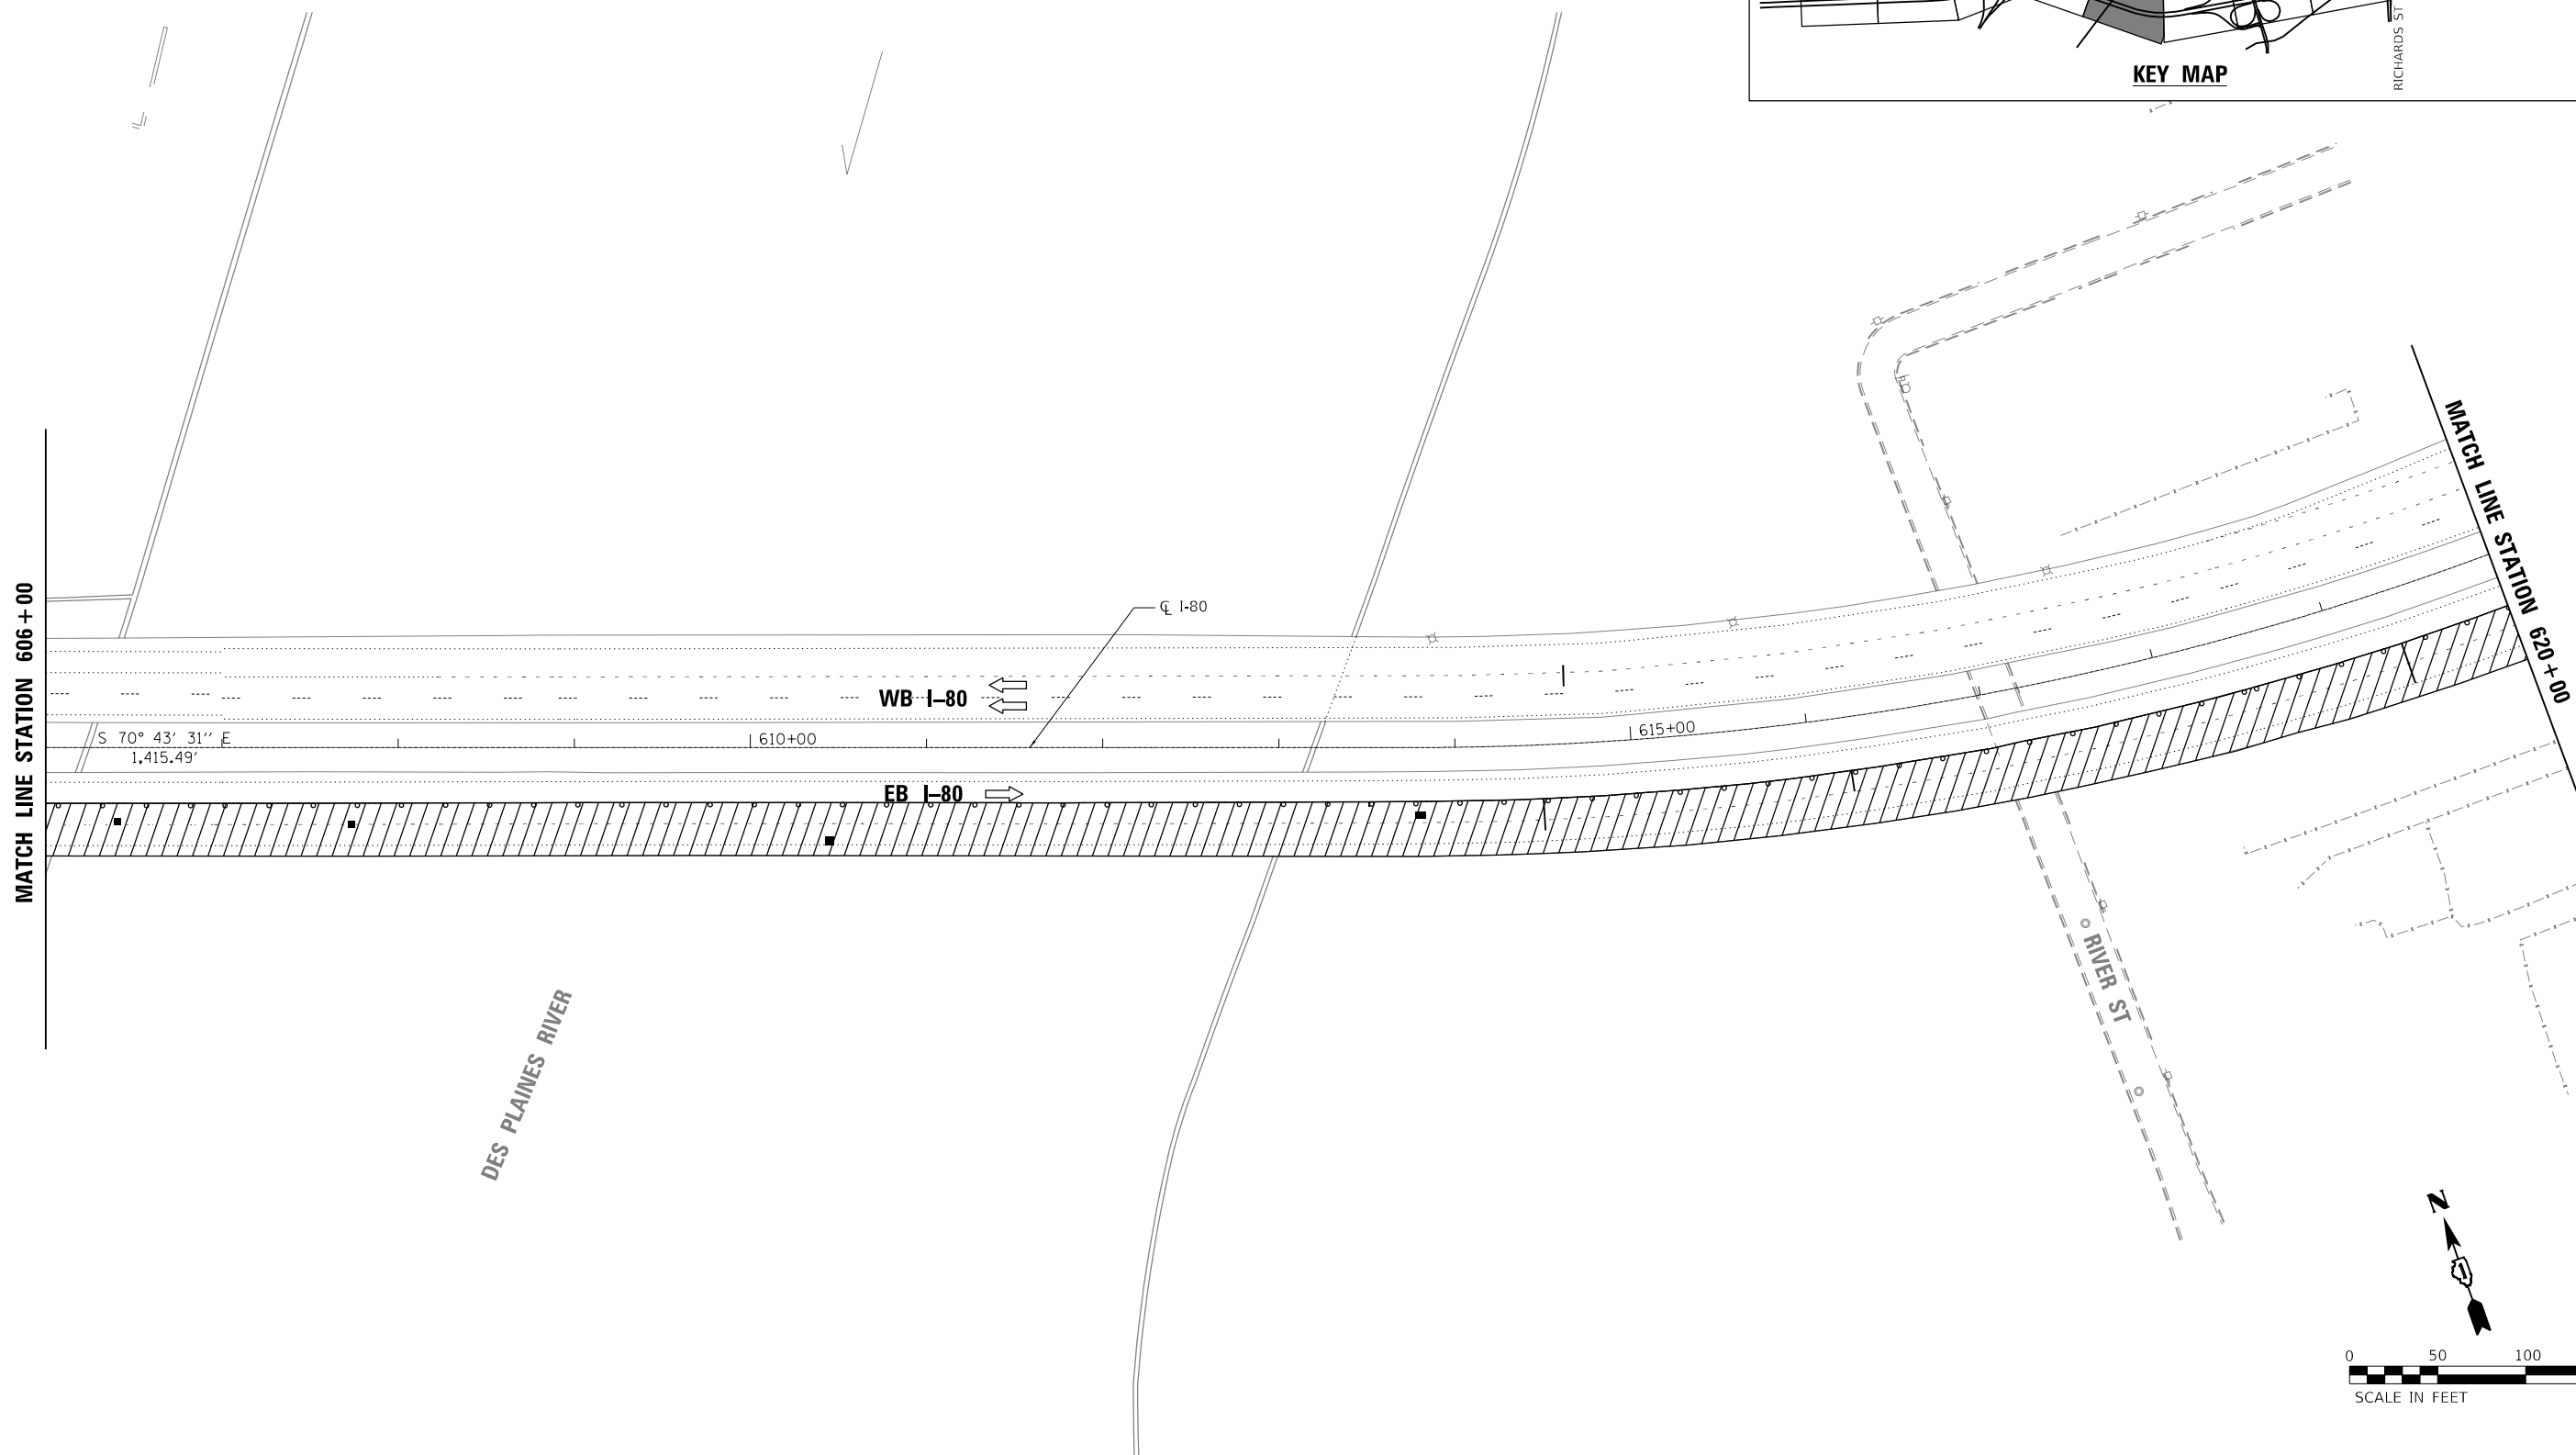 RICHARDS ST
KEY MAP
MATCH LINE STATION 606+00
MATCH LINE STATION 620+00
℄ I-80
WB I-80
615+00
S 70° 43' 31'' E
1,415.49'
610+00
EB I-80
DES PLAINES RIVER
RIVER ST
N
0 50 100
SCALE IN FEET